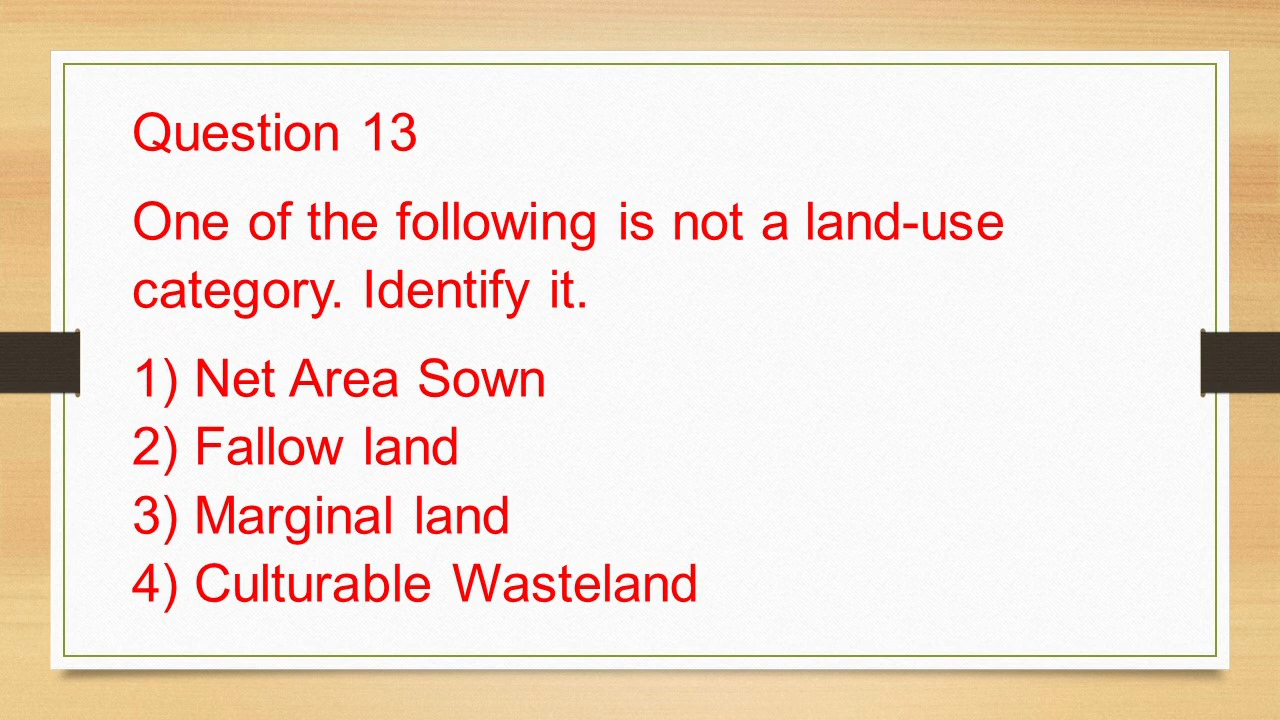 Question 13
One of the following is not a land-use
category. Identify it.
1) Net Area Sown
2) Fallow land
3) Marginal land
4) Culturable Wasteland